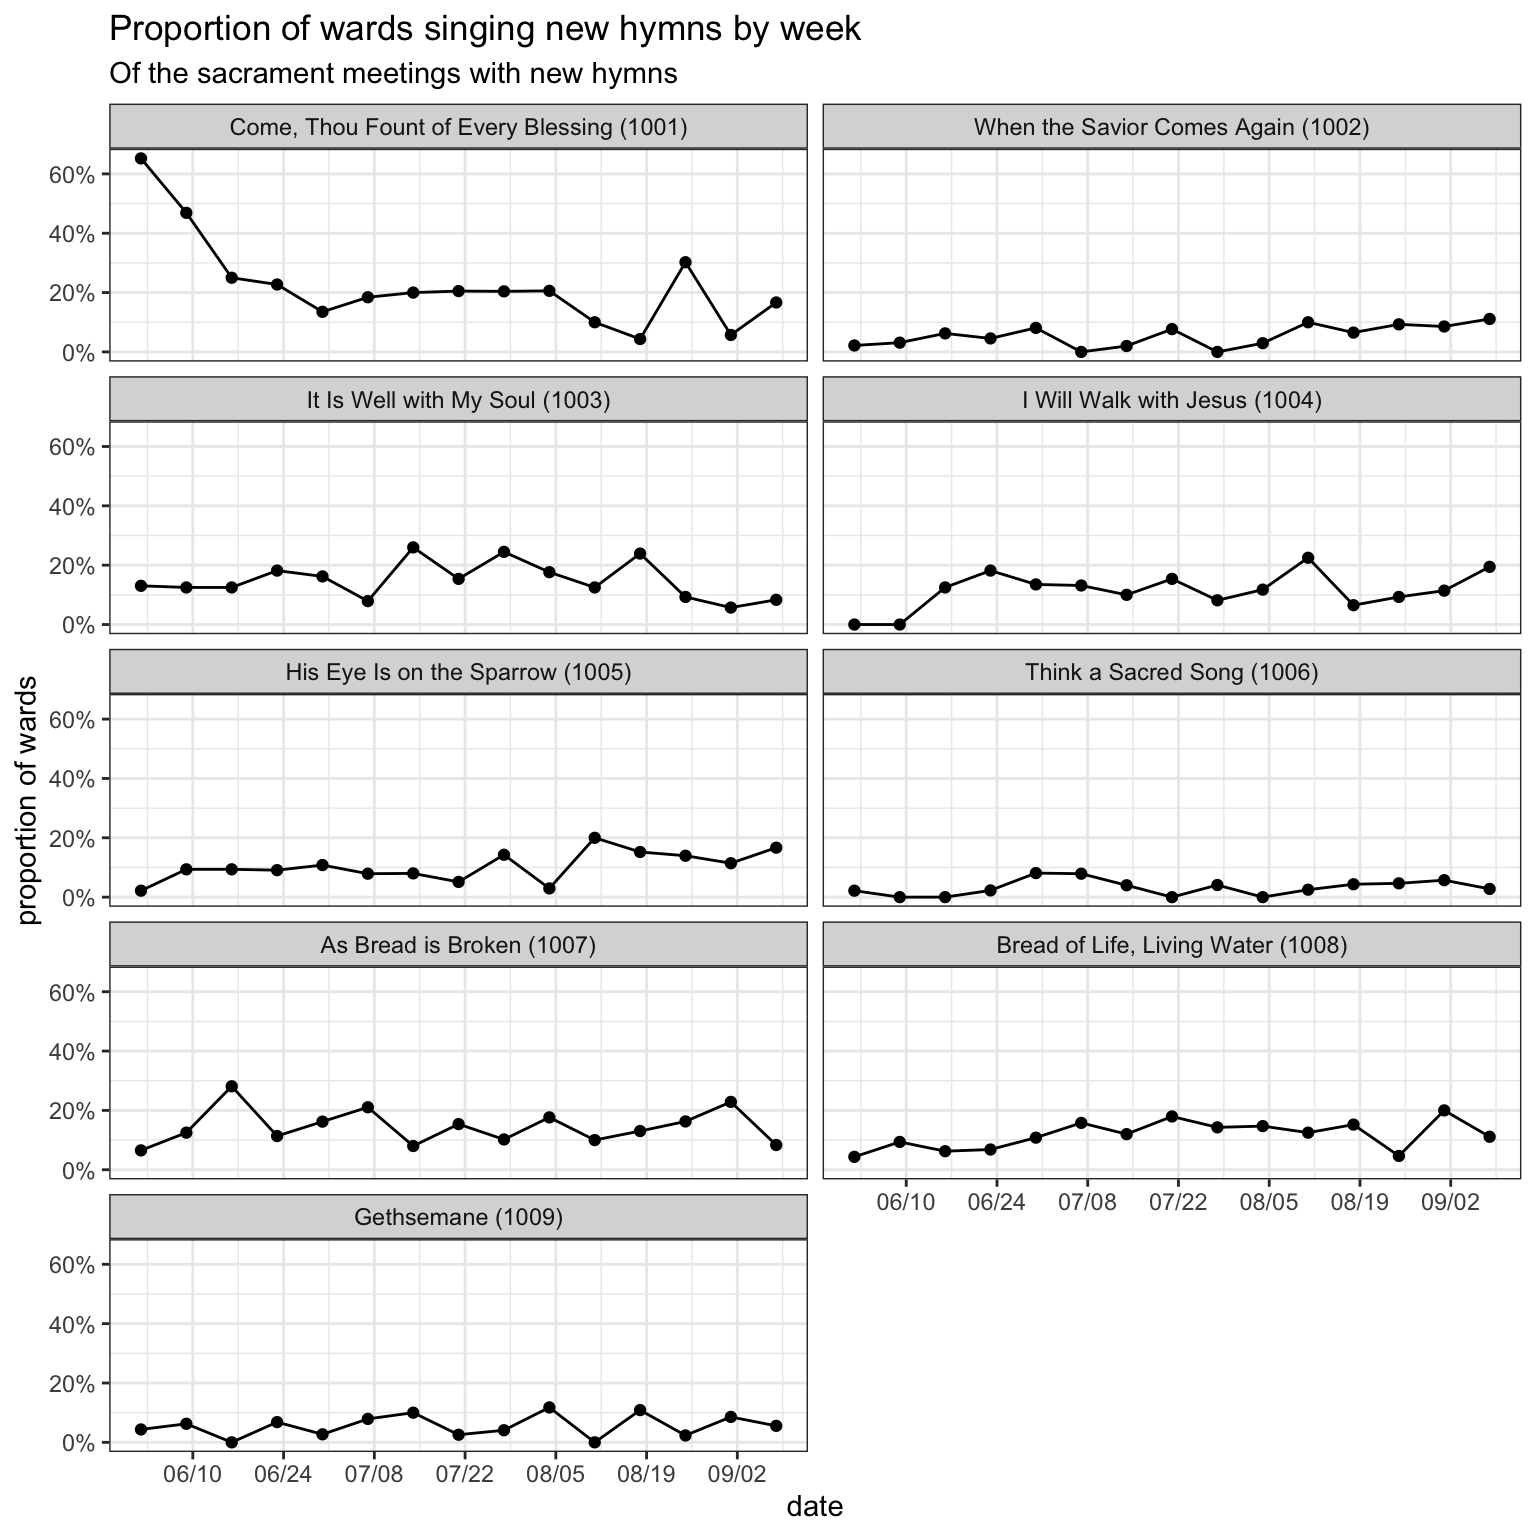 Proportion of wards singing new hymns by week
Of the sacrament meetings with new hymns
Come, Thou Fount of Every Blessing (1001)
When the Savior Comes Again (1002)
60%
40%
20%
0%
It Is Well with My Soul (1003)
I Will Walk with Jesus (1004)
60%
40%
20%
0%
His Eye Is on the Sparrow (1005)
Think a Sacred Song (1006)
60%
40%
20%
0%
proportion of wards
As Bread is Broken (1007)
Bread of Life, Living Water (1008)
60%
40%
20%
0%
06/10 06/24 07/08 07/22 08/05 08/19 09/02
Gethsemane (1009)
60%
40%
20%
0%
06/10 06/24 07/08 07/22 08/05 08/19 09/02
date